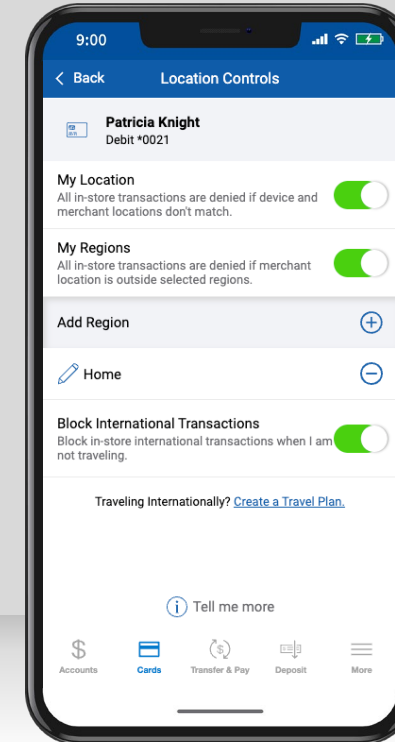 9:00
Back Location Controls
Patricia Knight
Debit *0021
My Location
All in-store transactions are denied if device and
merchant locations don't match.
My Regions
All in-store transactions are denied if merchant
location is outside selected regions.
Add Region
Home
Block International Transactions
Block in-store international transactions when I am
not traveling.
Traveling Internationally? Create a Travel Plan.
Tell me more
Accounts Cards Transfer & Pay Deposit More